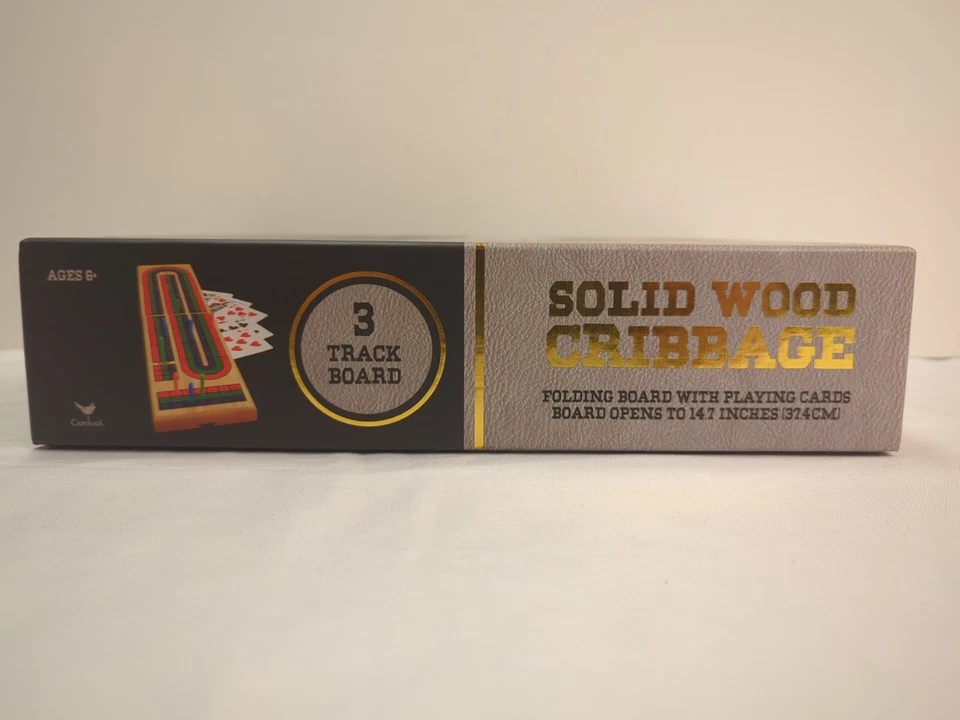 AGES 6+
Cardinal.
3
TRACK
BOARD
SOLID WOOD
CRIBBAGE
FOLDING BOARD WITH PLAYING CARDS
BOARD OPENS TO 14.7 INCHES (37.4CM)